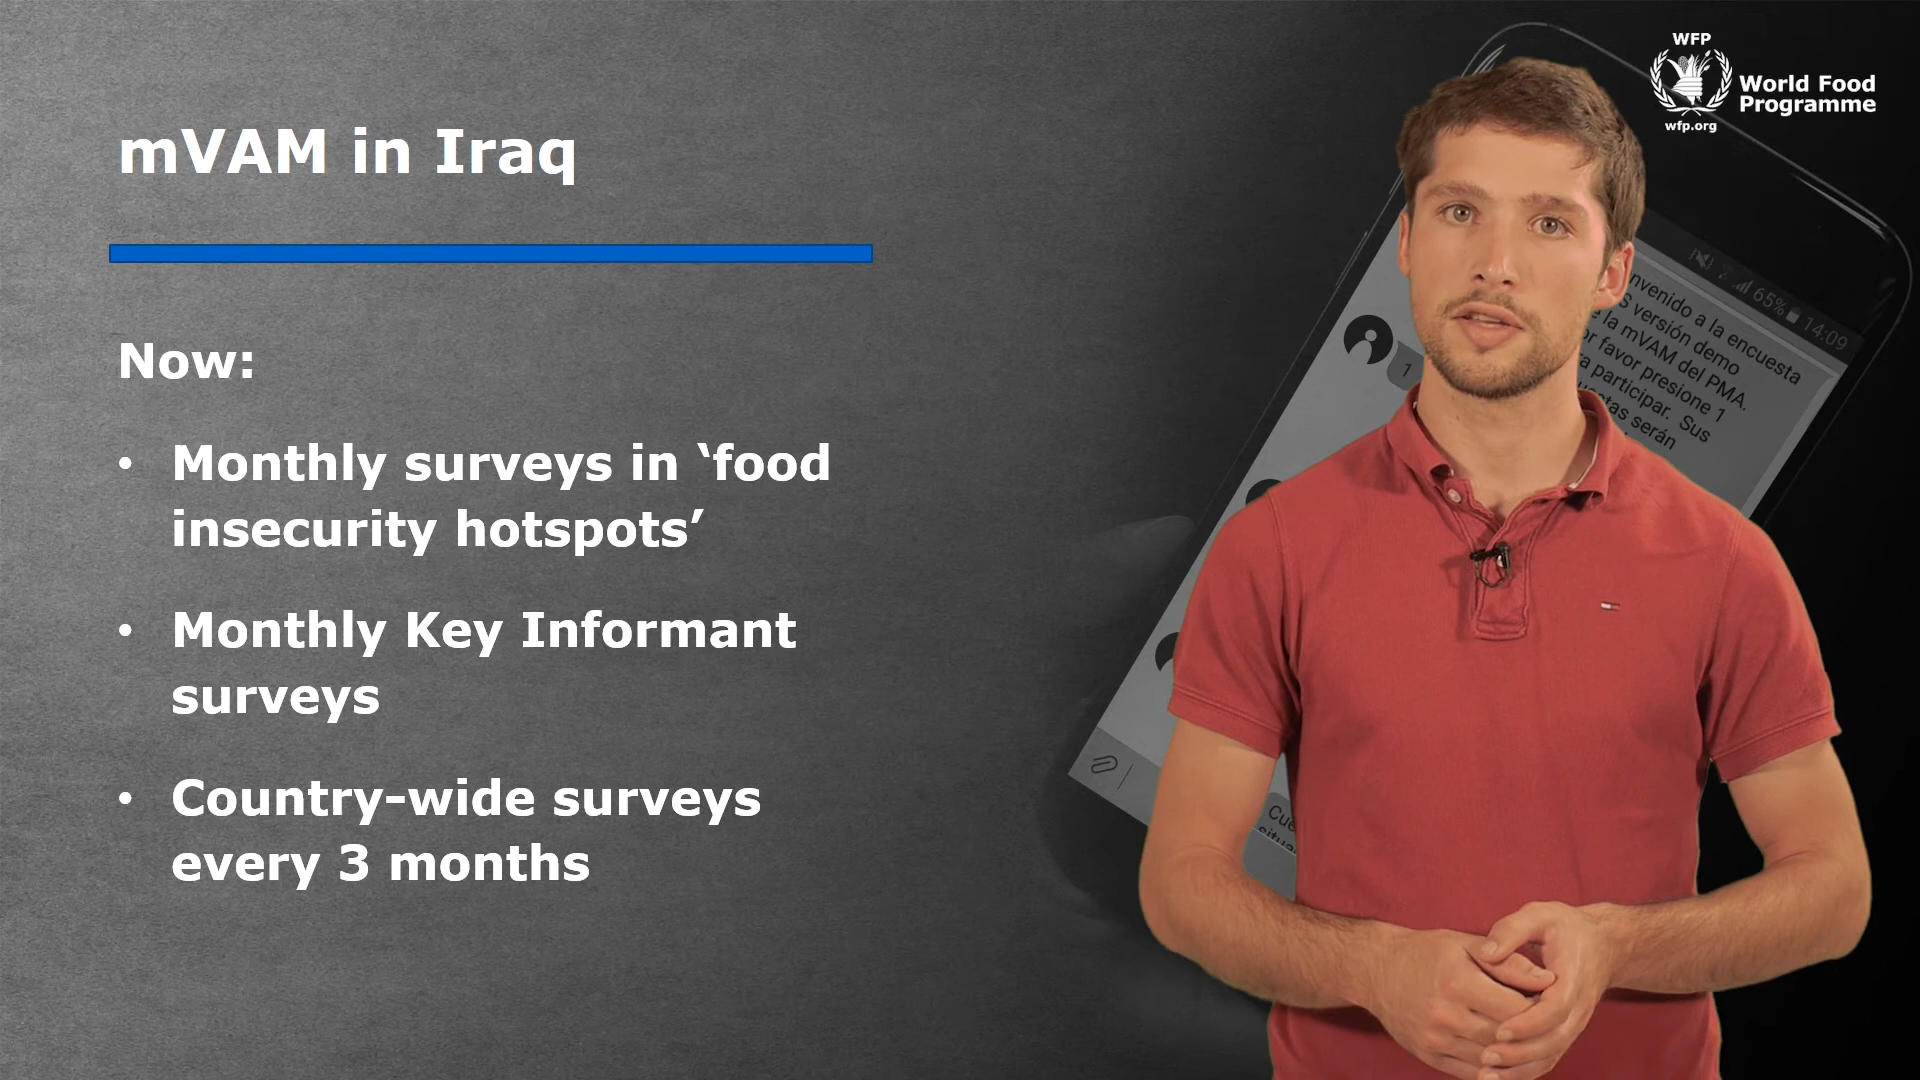 mVAM in Iraq
Now:
• Monthly surveys in ‘food
insecurity hotspots’
• Monthly Key Informant
surveys
• Country-wide surveys
every 3 months
WFP
World Food
Programme
wfp.org
65% 14:09
la encuesta
versión demo
la mVAM del PMA.
favor presione 1
participar. Sus
serán
1